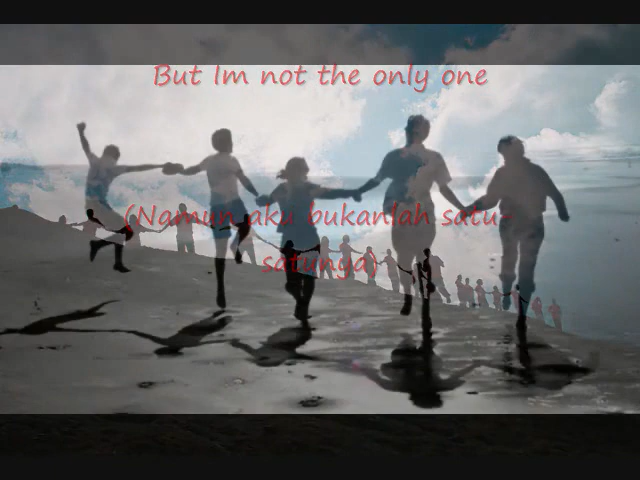 But Im not the only one
(Namun aku bukanlah satu-
satunya)